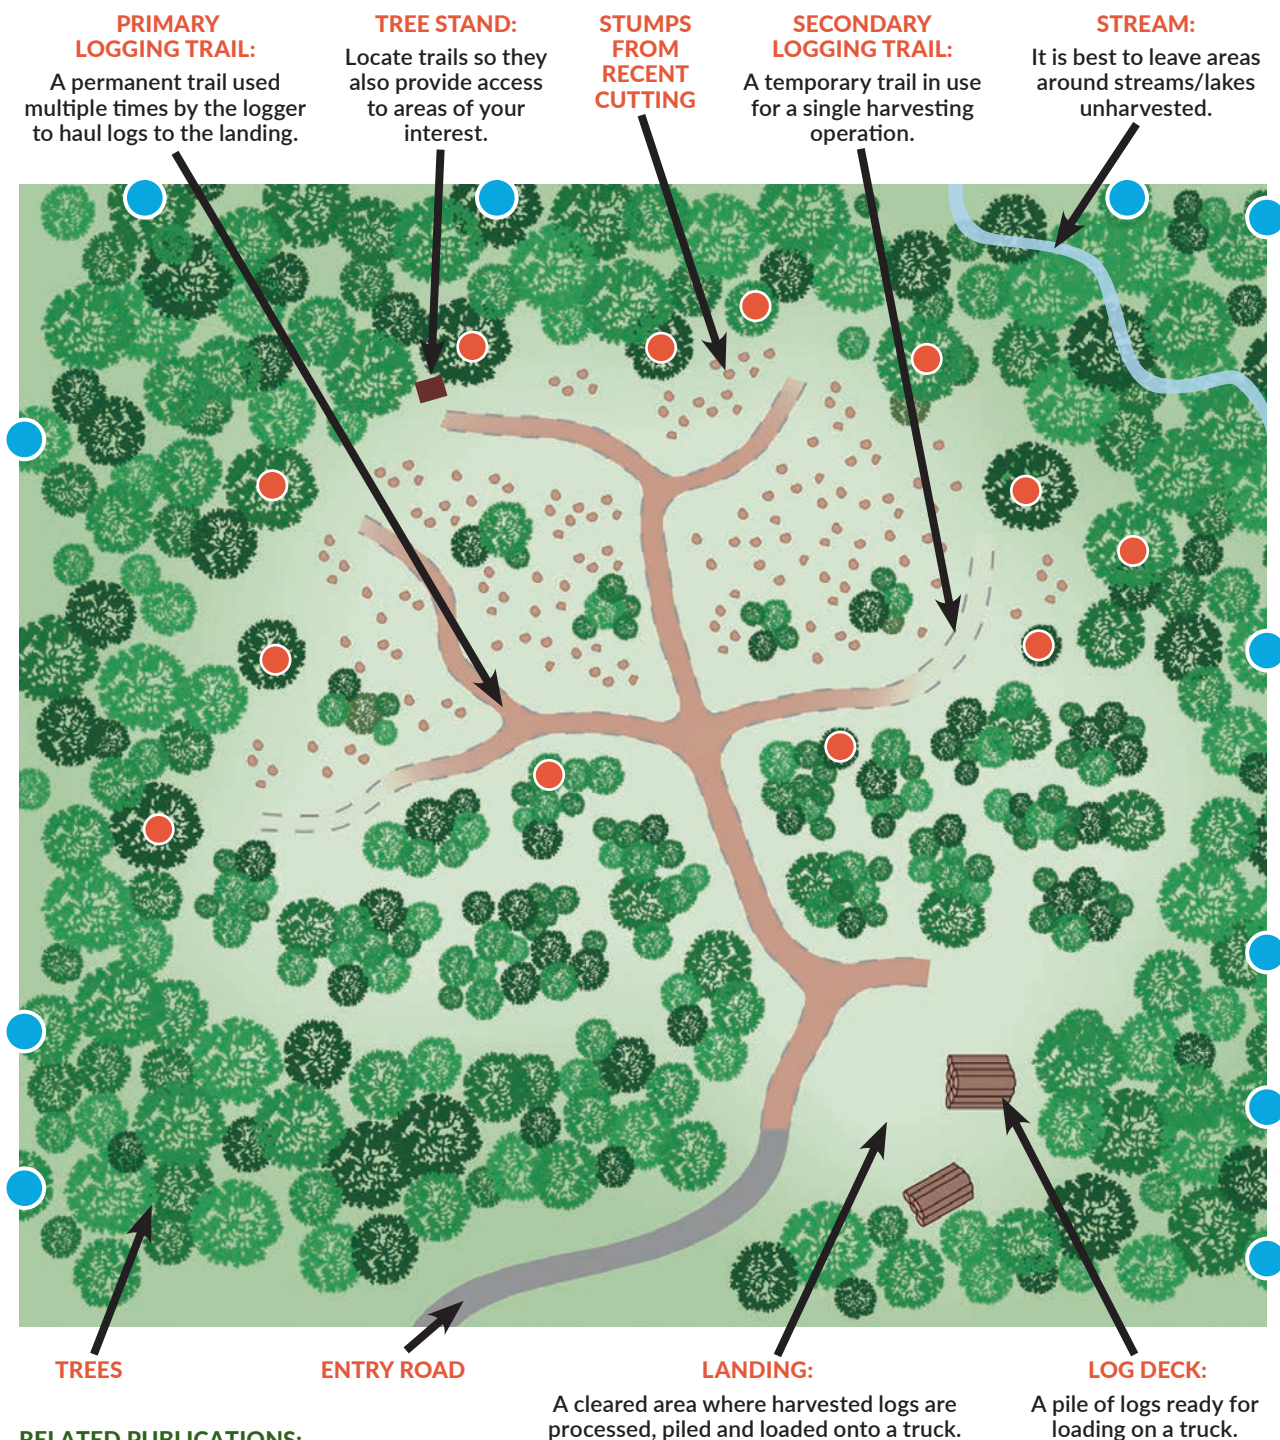 PRIMARY
LOGGING TRAIL:
A permanent trail used
multiple times by the logger
to haul logs to the landing.
TREE STAND:
Locate trails so they
also provide access
to areas of your
interest.
STUMPS
FROM
RECENT
CUTTING
SECONDARY
LOGGING TRAIL:
A temporary trail in use
for a single harvesting
operation.
STREAM:
It is best to leave areas
around streams/lakes
unharvested.
TREES
ENTRY ROAD
LANDING:
A cleared area where harvested logs are
processed, piled and loaded onto a truck.
LOG DECK:
A pile of logs ready for
loading on a truck.
RELATED PUBLICATIONS: